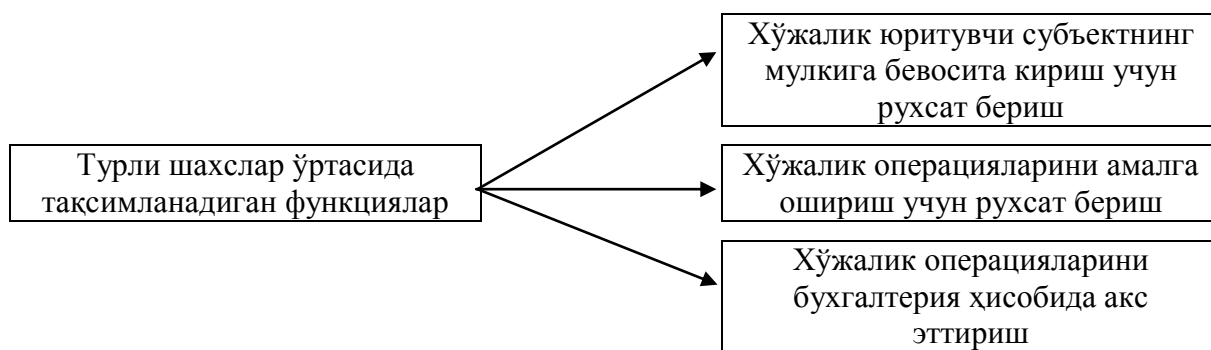 Хўжалик юритувчи субъектнинг
мулкига бевосита кириш учун
рухсат бериш
Турли шахслар ўртасида
тақсимланадиган функциялар
Хўжалик операцияларини амалга
ошириш учун рухсат бериш
Хўжалик операцияларини
бухгалтерия ҳисобида акс
эттириш